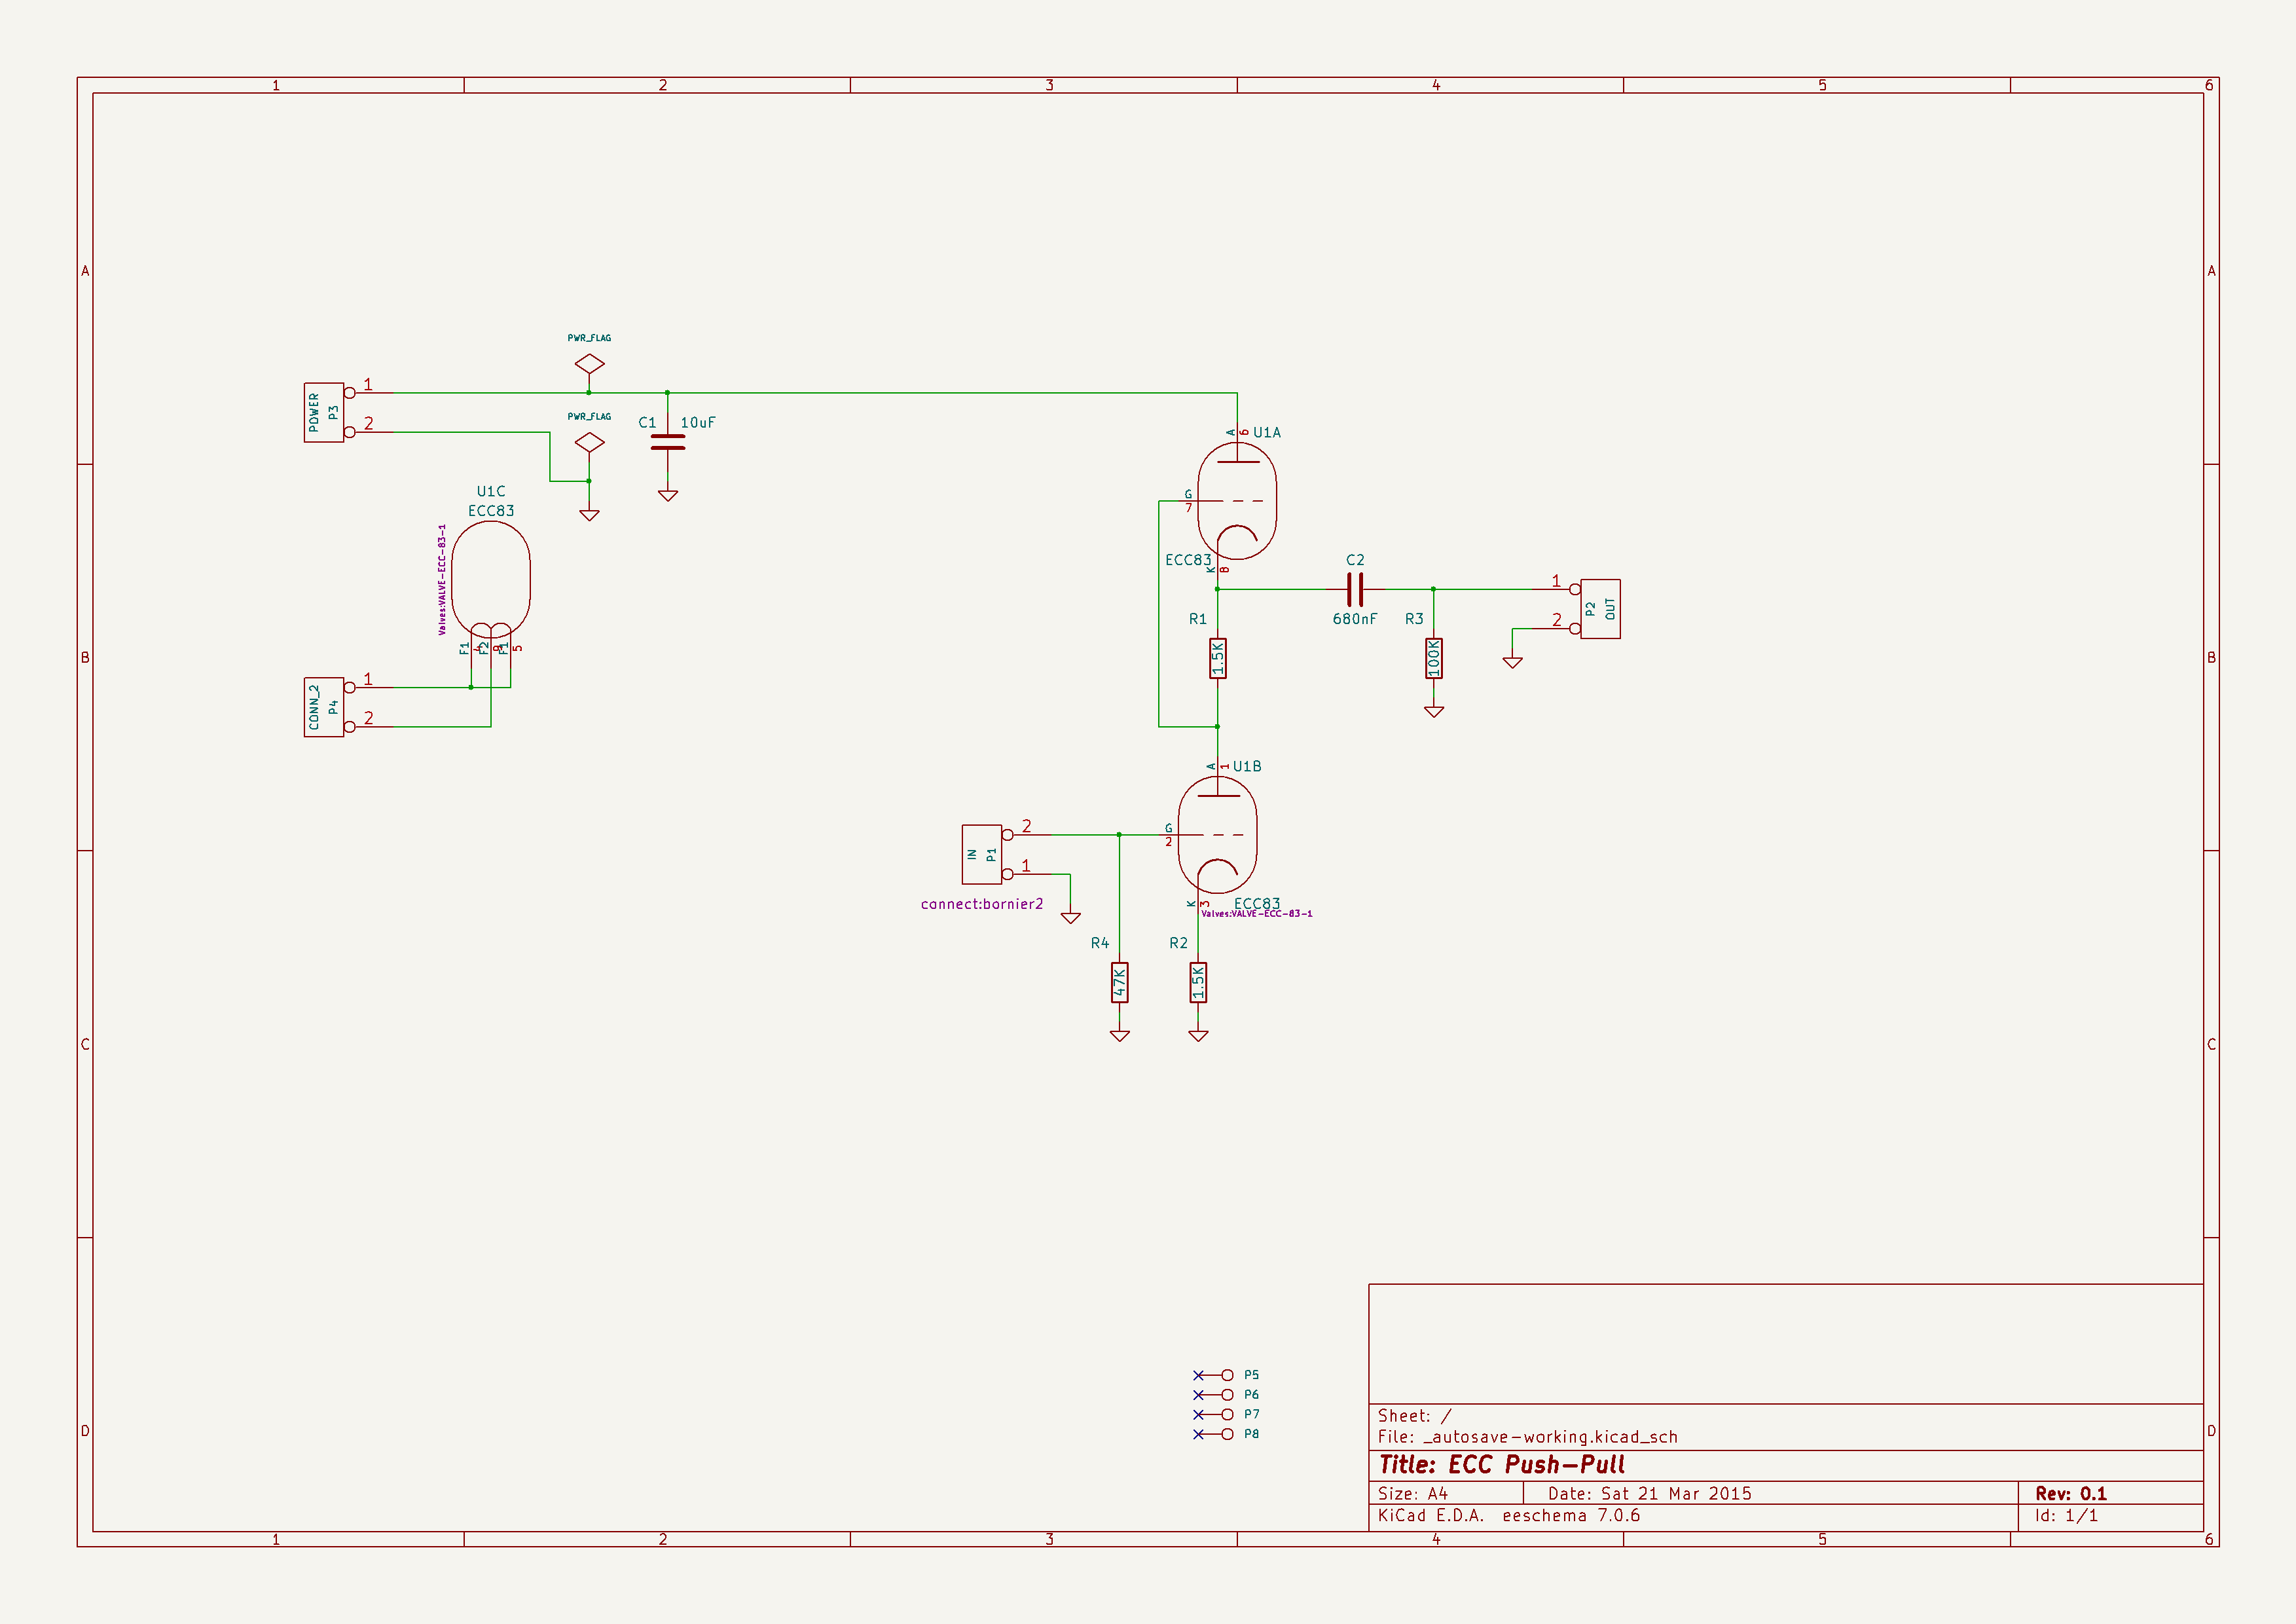 1 2 3 4 5 6
A A
PWR_FLAG
1
POWER
P3
2
PWR_FLAG
C1 10uF
A
6
U1A
U1C
ECC83
Valves:VALVE-ECC-83-1
G
7
ECC83
K
8
C2
680nF
1
P2
OUT
2
R1
1.5K
R3
100K
F1
4
F2
9
F1
5
B B
1
CONN_2
P4
2
A
1
U1B
2
IN
P1
1
connect:bornier2
G
2
K
3
ECC83
Valves:VALVE-ECC-83-1
R4
47K
R2
1.5K
C C
P5
P6
P7
P8
D D
Sheet: /
File: _autosave-working.kicad_sch
Title: ECC Push-Pull
Size: A4 Date: Sat 21 Mar 2015 Rev: 0.1
KiCad E.D.A. eeschema 7.0.6 Id: 1/1
1 2 3 4 5 6